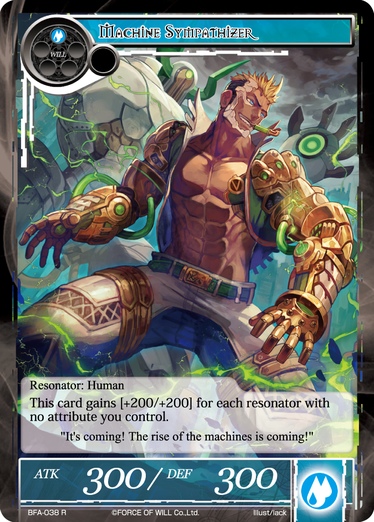 Machine Sympathizer
WILL
Resonator: Human
This card gains [+200/+200] for each resonator with
no attribute you control.
"It's coming! The rise of the machines is coming!"
ATK 300/ DEF 300
BFA-038 R ©FORCE OF WILL Co.,Ltd. Illust/lack